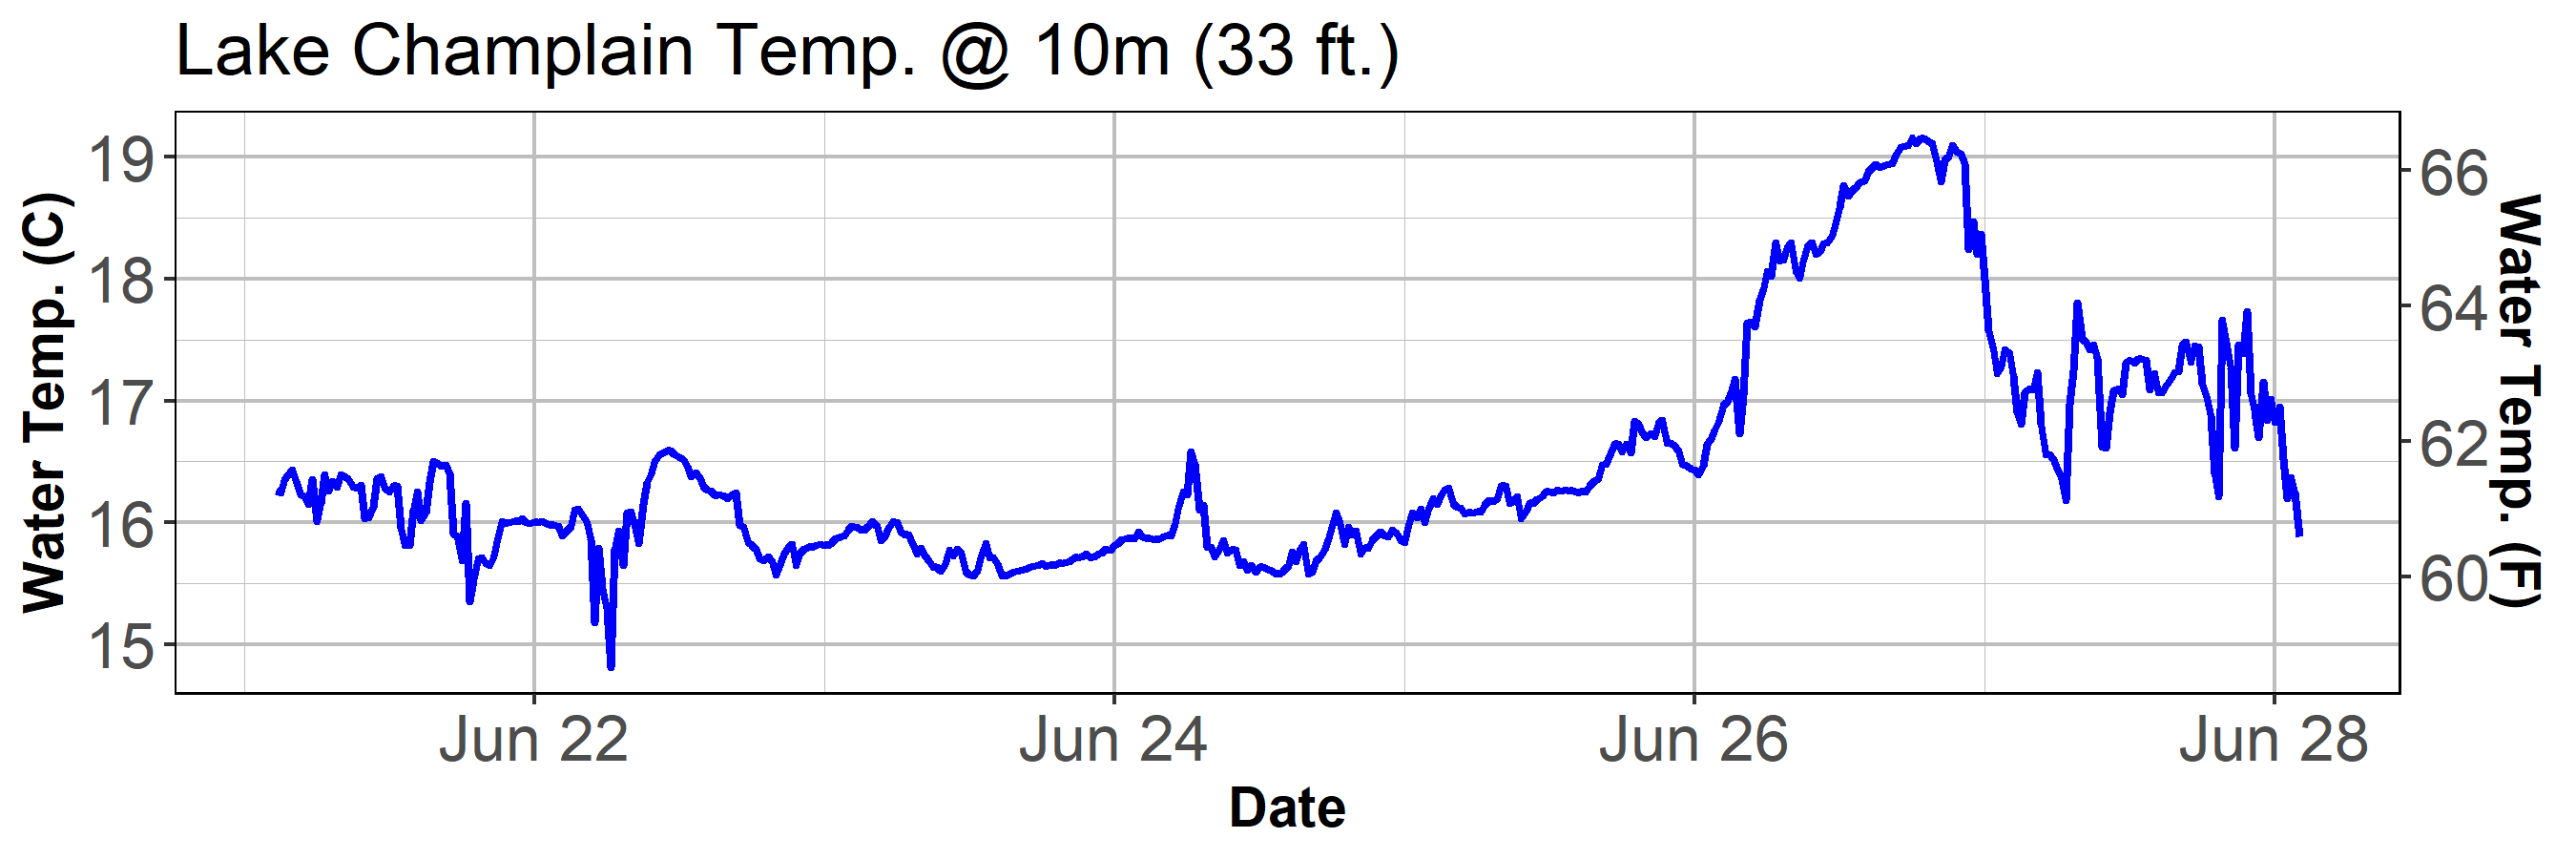 Lake Champlain Temp. @ 10m (33 ft.)
Water Temp. (C)
19
18
17
16
15
66
64
62
60
Water Temp. (F)
Jun 22 Jun 24 Jun 26 Jun 28
Date